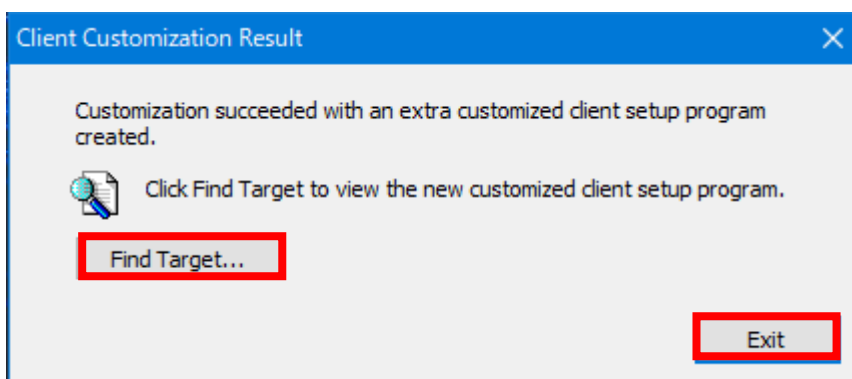 Client Customization Result
Customization succeeded with an extra customized client setup program
created.
Click Find Target to view the new customized client setup program.
Find Target...
Exit